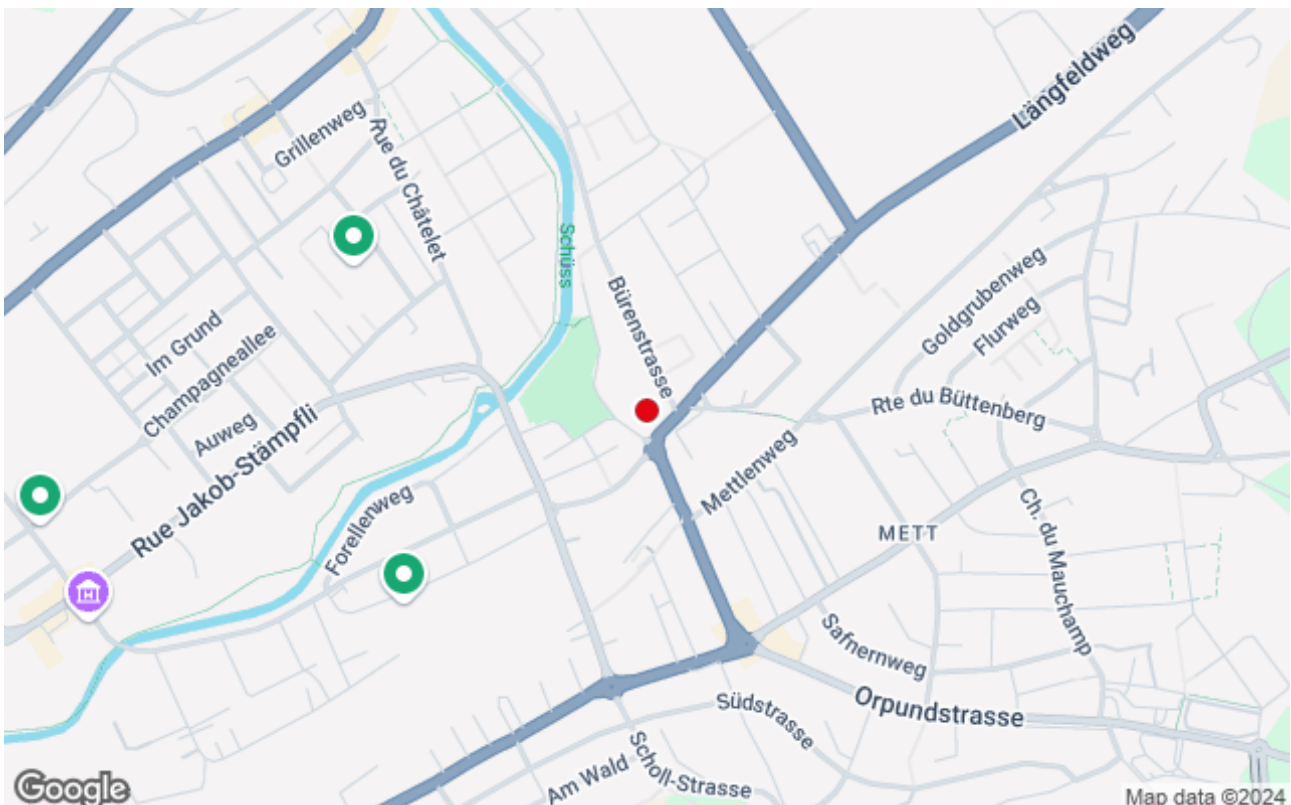 Längfeldweg
Grillenweg
Rue du Châtelet
Schüss
Bürenstrasse
Goldgrubenweg
Flurweg
Im Grund
Champagneallee
Auweg
Rue Jakob-Stämpfli
Rte du Büttenberg
Mettlenweg
Forellenweg
METT
Ch. du Mauchamp
Safnernweg
Orpundstrasse
Südstrasse
Scholl-Strasse
Am Wald
Google
Map data ©2024